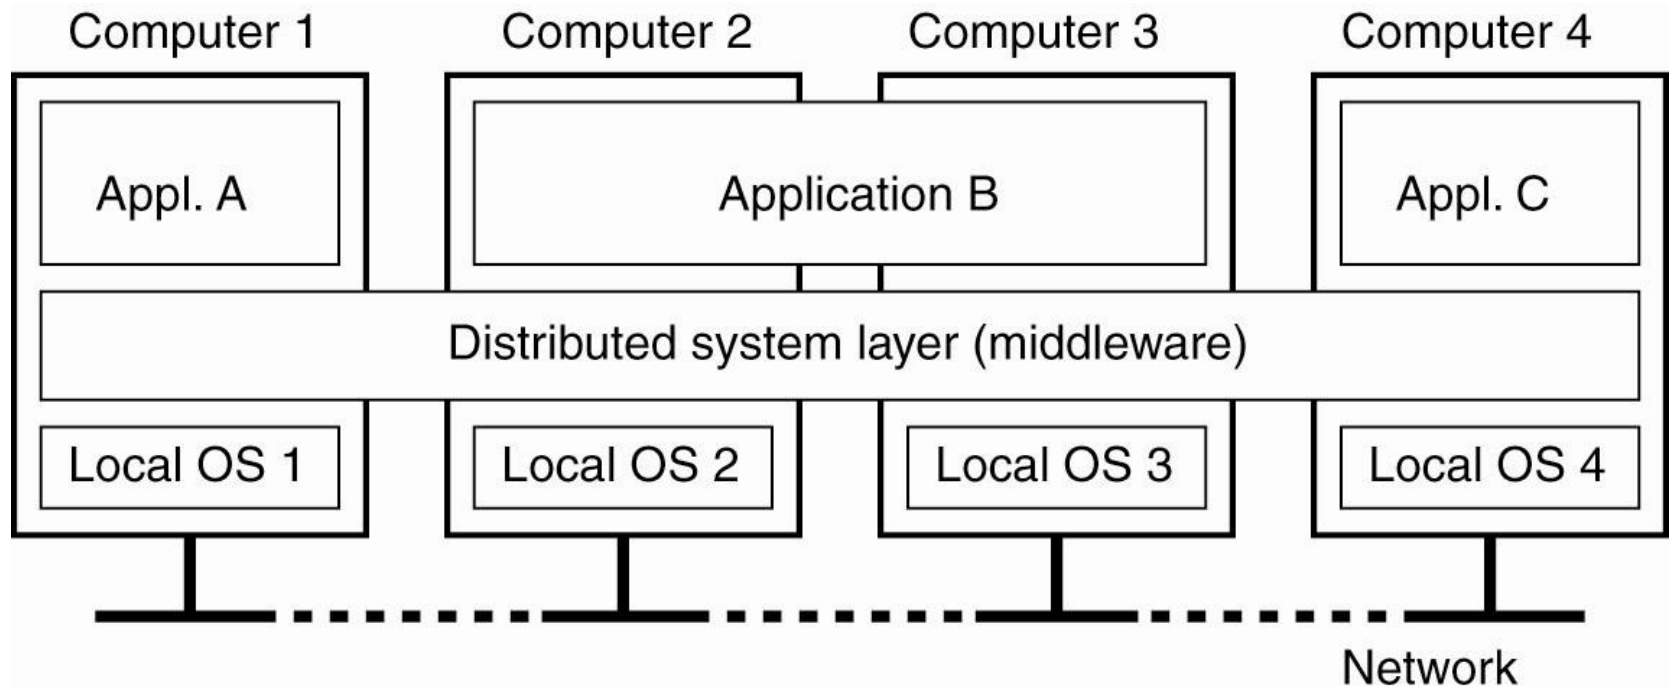 Computer 1
Computer 2
Computer 3
Computer 4
Appl. A
Application B
Appl. C
Distributed system layer (middleware)
Local OS 1
Local OS 2
Local OS 3
Local OS 4
Network